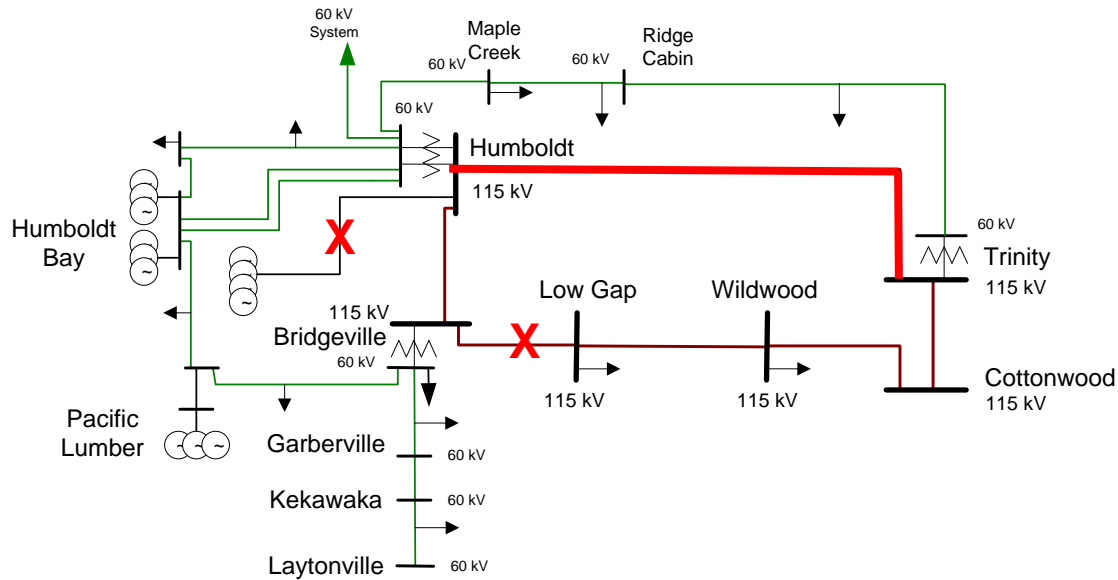 60 kV
System
Maple
Creek
Ridge
Cabin
60 kV
60 kV
60 kV
Humboldt
115 kV
Humboldt
Bay
~
~
~
~
~
~
~
~
~
~
60 kV
Trinity
115 kV
Low Gap
Wildwood
115 kV
Bridgeville
60 kV
X
X
115 kV
115 kV
Cottonwood
115 kV
Pacific
Lumber
~
~
~
Garberville
60 kV
Kekawaka
60 kV
Laytonville
60 kV